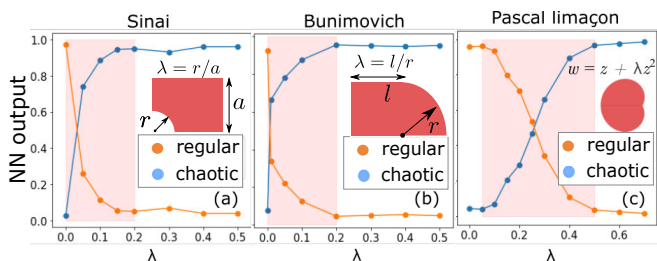 Sinai
Bunimovich
Pascal limaçon
NN output
1.0
0.8
0.6
0.4
0.2
0.0
λ = r/a
a
r
regular
chaotic
(a)
0.0 0.1 0.2 0.3 0.4 0.5
λ
λ = l/r
l
r
regular
chaotic
(b)
0.0 0.1 0.2 0.3 0.4 0.5
λ
w = z + λz²
regular
chaotic
(c)
0.0 0.2 0.4 0.6
λ